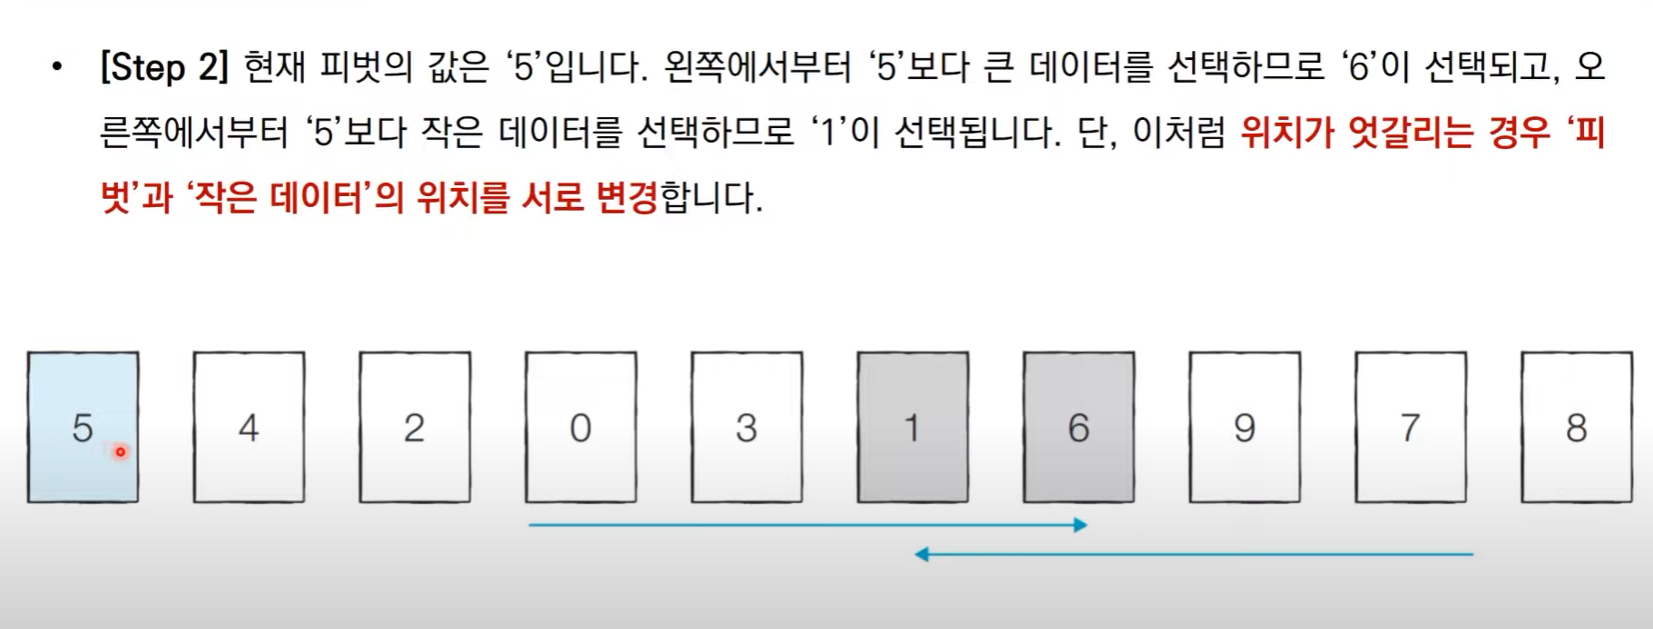 • [Step 2] 현재 피벗의 값은 ‘5’입니다. 왼쪽에서부터 ‘5’보다 큰 데이터를 선택하므로 ‘6’이 선택되고, 오
른쪽에서부터 ‘5’보다 작은 데이터를 선택하므로 ‘1’이 선택됩니다. 단, 이처럼 위치가 엇갈리는 경우 ‘피
벗’과 ‘작은 데이터’의 위치를 서로 변경합니다.
5 4 2 0 3 1 6 9 7 8